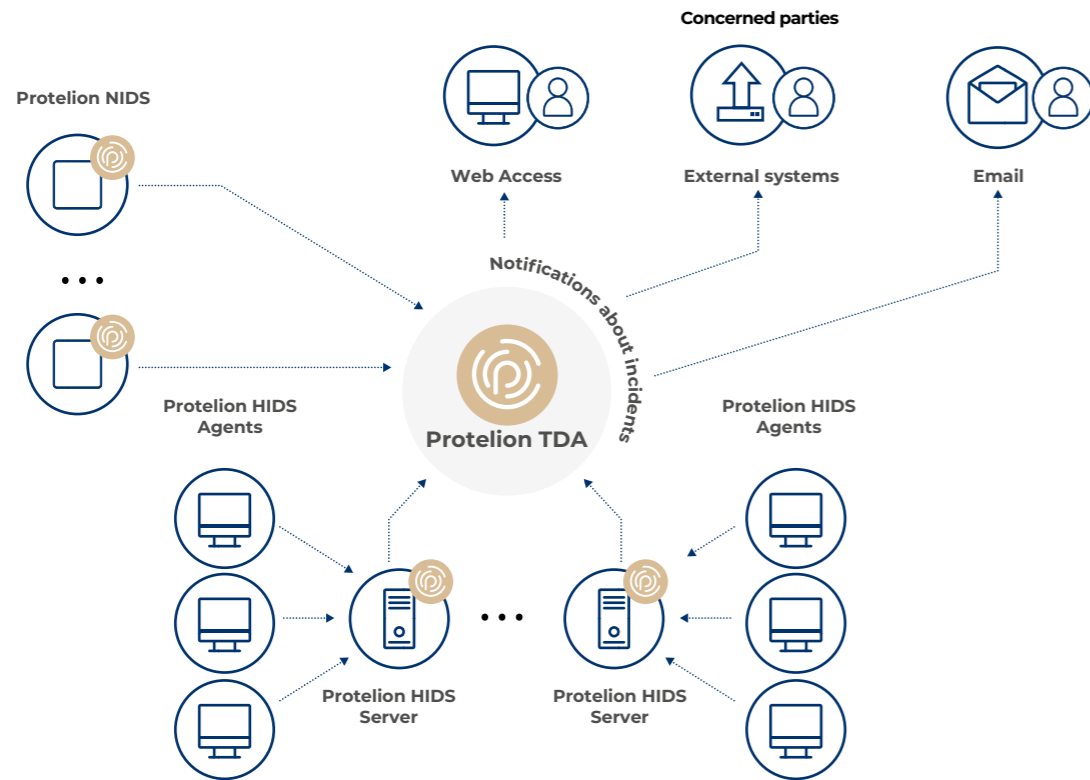 Concerned parties
Protelion NIDS
Web Access
External systems
Email
Notifications about incidents
Protelion TDA
Protelion HIDS
Agents
Protelion HIDS
Agents
Protelion HIDS
Server
Protelion HIDS
Server